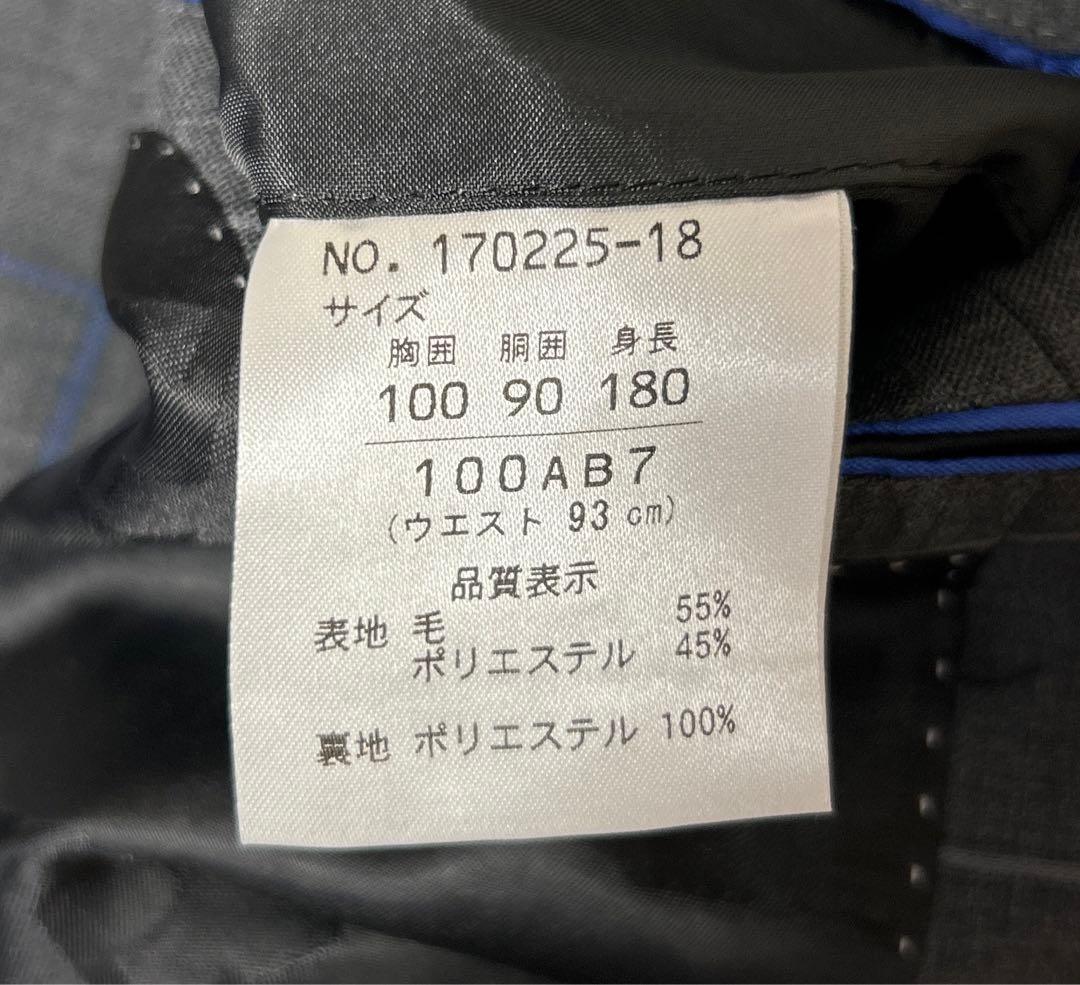 NO. 170225-18
サイズ
胸囲 胴囲 身長
100 90 180
100AB7
(ウエスト 93 cm)
品質表示
表地 毛 55%
ポリエステル 45%
裏地 ポリエステル 100%